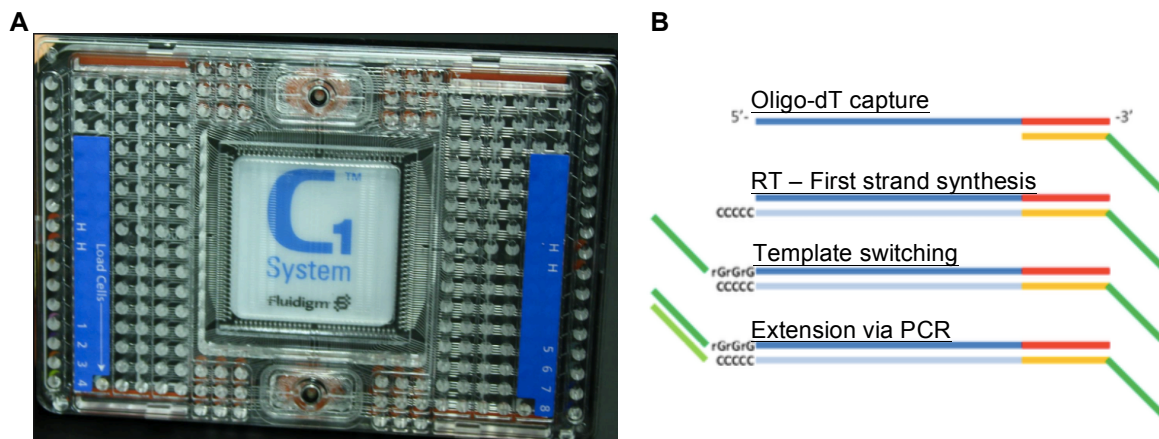 A
B
C1™
System
Fluidigm
H H
Load Cells
1 2 3 4
H H
5 6 7 8
Oligo-dT capture
5'-
-3'
RT – First strand synthesis
CCCCC
Template switching
rGrGrG
CCCCC
Extension via PCR
rGrGrG
CCCCC